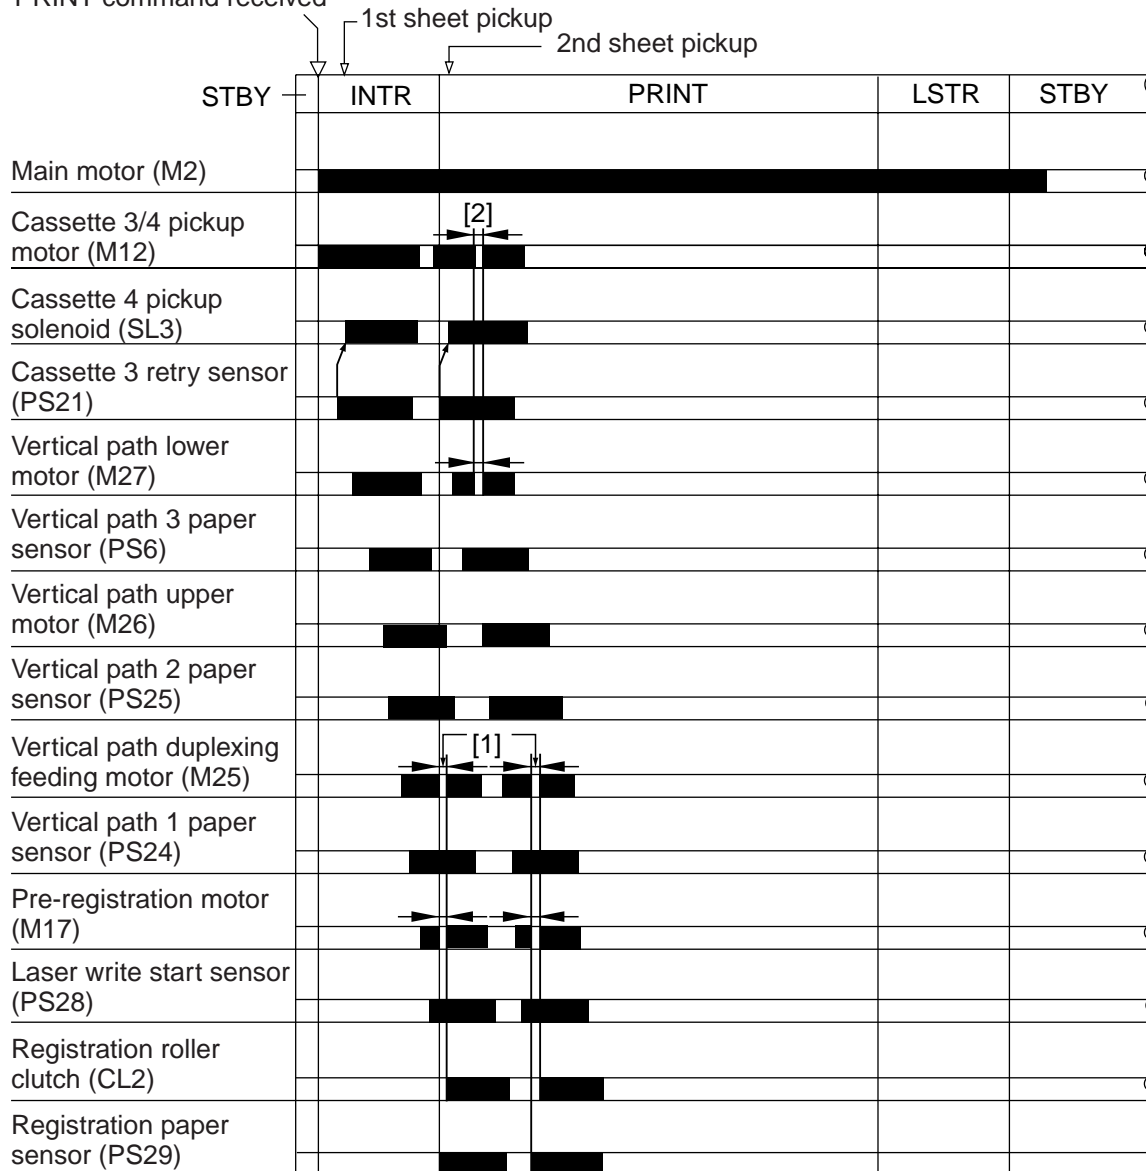 PRINT command received
1st sheet pickup
2nd sheet pickup
STBY INTR PRINT LSTR STBY
Main motor (M2)
Cassette 3/4 pickup
motor (M12)
[2]
Cassette 4 pickup
solenoid (SL3)
Cassette 3 retry sensor
(PS21)
Vertical path lower
motor (M27)
Vertical path 3 paper
sensor (PS6)
Vertical path upper
motor (M26)
Vertical path 2 paper
sensor (PS25)
Vertical path duplexing
feeding motor (M25)
[1]
Vertical path 1 paper
sensor (PS24)
Pre-registration motor
(M17)
Laser write start sensor
(PS28)
Registration roller
clutch (CL2)
Registration paper
sensor (PS29)